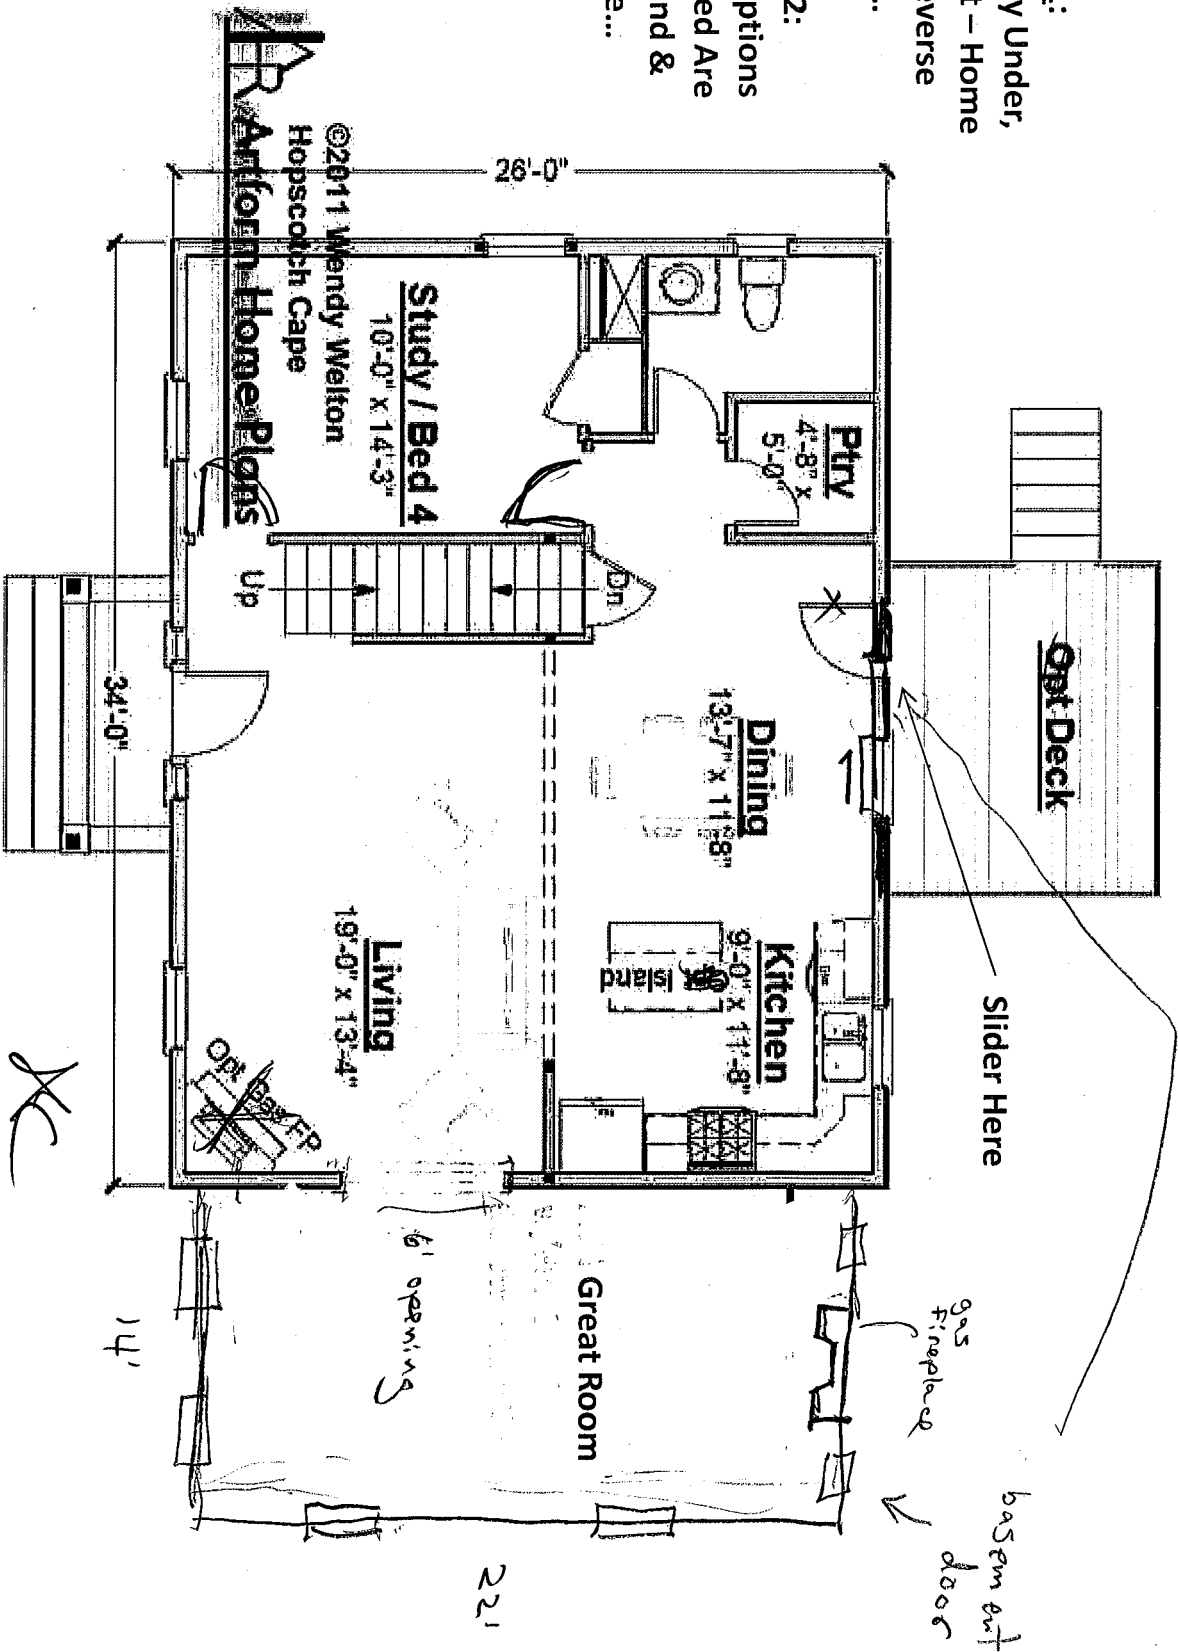 :
y Under,
t – Home
everse
..
2:
ptions
ed Are
nd &
e...
26'-0"
Opt Deck
Slider Here
Ptry
4'-8" x
5'-0"
Dn
Up
Dining
13'-7" x 11'-8"
Kitchen
9'-0" x 11'-8"
Opt Island
Study / Bed 4
10'-0" x 14'-3"
Living
19'-0" x 13'-4"
Opt Gas FP
©2011 Wendy Welton
Hopscotch Cape
Artform Home Plans
34'-0"
Great Room
6' opening
gas
fireplace
basement
door
14'
22'